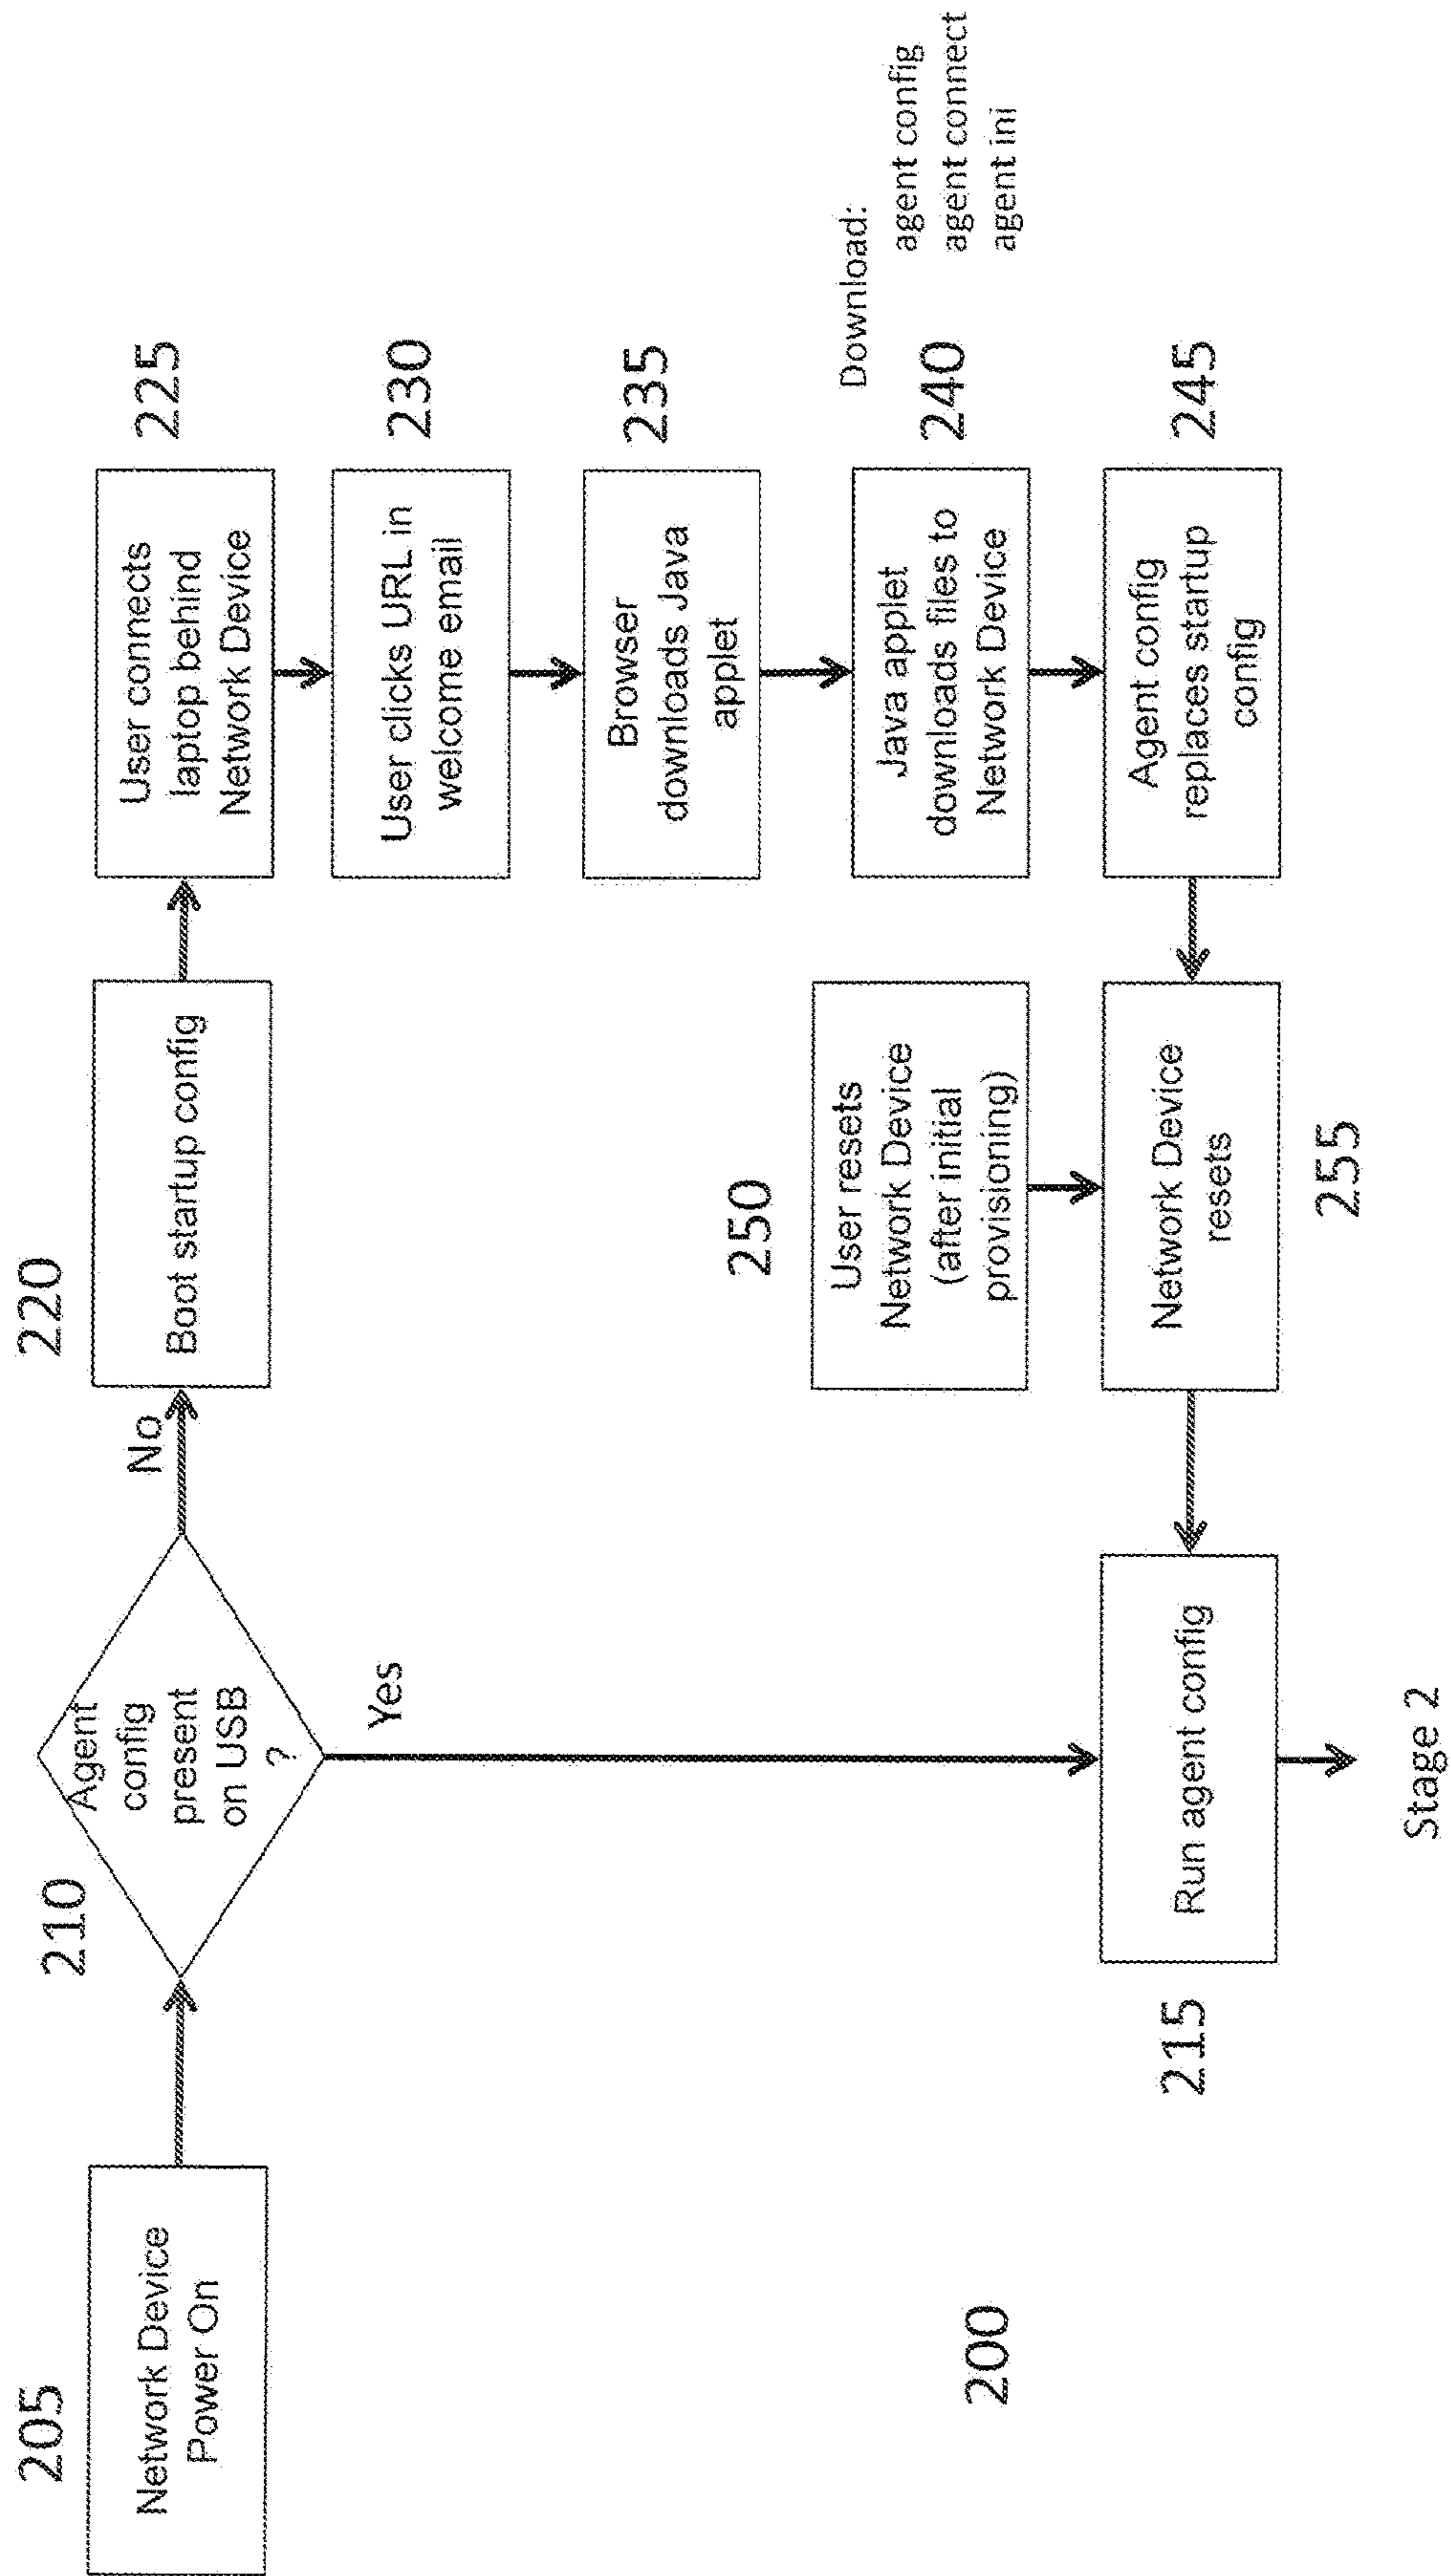 205
Network Device
Power On
210
Agent
config
present
on USB
?
No
Yes
220
Boot startup config
User connects
laptop behind
Network Device
225
User clicks URL in
welcome email
230
Browser
downloads Java
applet
235
Java applet
downloads files to
Network Device
240
Download:
agent config
agent connect
agent ini
Agent config
replaces startup
config
245
250
User resets
Network Device
(after initial
provisioning)
Network Device
resets
255
Run agent config
215
Stage 2
200